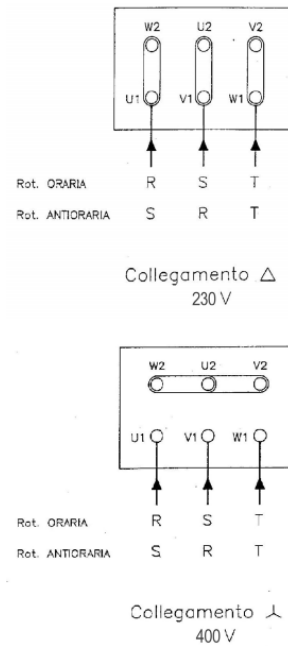 W2 U2 V2
U1 V1 W1
Rot. ORARIA R S T
Rot. ANTIORARIA S R T
Collegamento △
230 V
W2 U2 V2
U1 V1 W1
Rot. ORARIA R S T
Rot. ANTIORARIA S R T
Collegamento ⅄
400 V